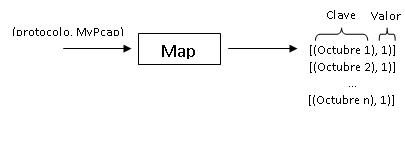 Clave Valor
(protocolo, MyPcap)
Map
[(Octubre 1), 1)]
[(Octubre 2), 1)]
...
[(Octubre n), 1)]